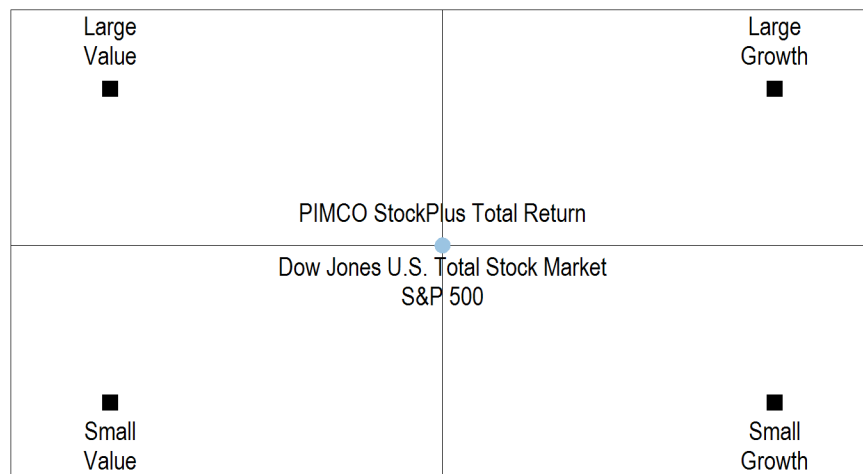 Large
Value
Large
Growth
PIMCO StockPlus Total Return
Dow Jones U.S. Total Stock Market
S&P 500
Small
Value
Small
Growth